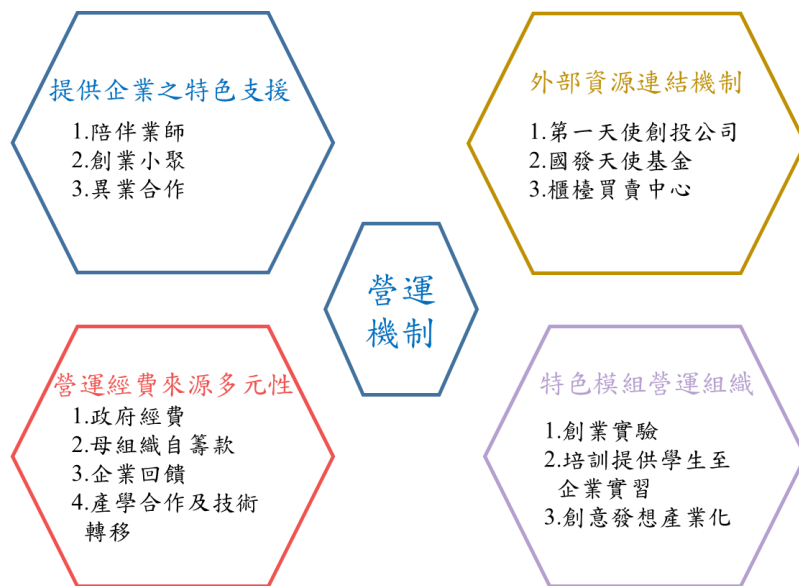 提供企業之特色支援
1.陪伴業師
2.創業小聚
3.異業合作
外部資源連結機制
1.第一天使創投公司
2.國發天使基金
3.櫃檯買賣中心
營運
機制
營運經費來源多元性
1.政府經費
2.母組織自籌款
3.企業回饋
4.產學合作及技術
轉移
特色模組營運組織
1.創業實驗
2.培訓提供學生至
企業實習
3.創意發想產業化